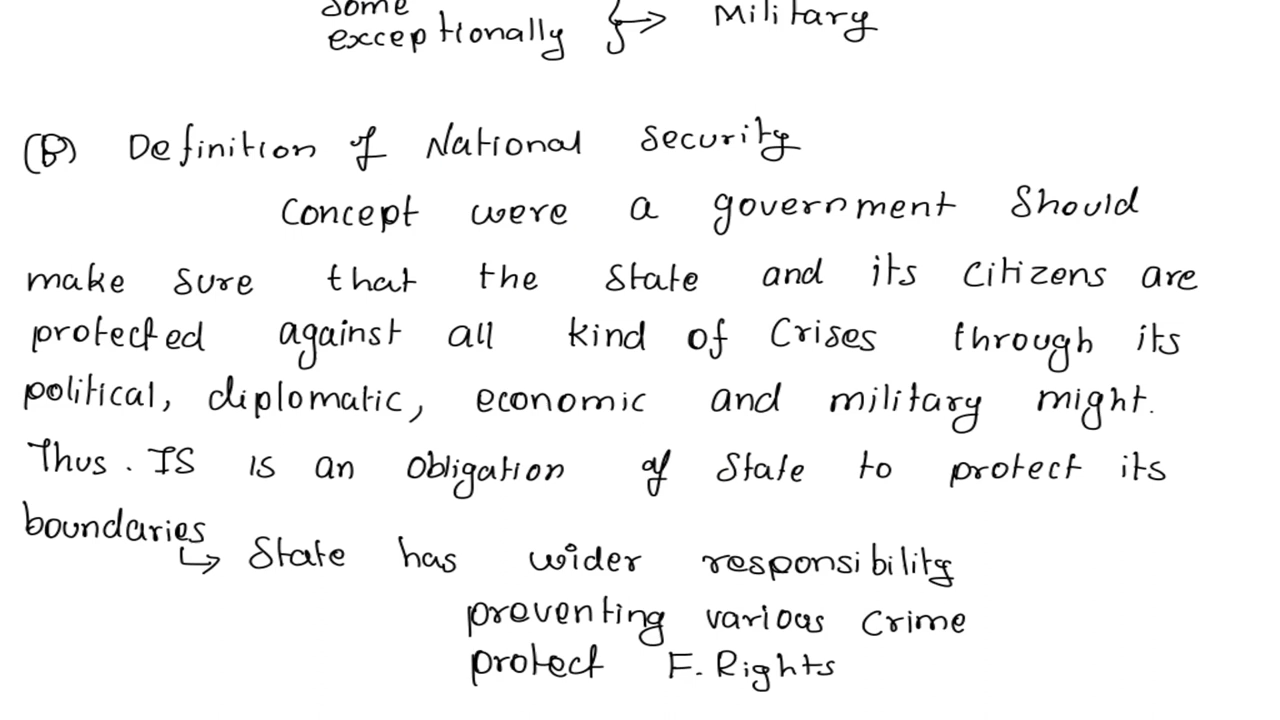 some
exceptionally } → Military
(B) Definition of National security
Concept were a government should
make sure that the state and its citizens are
protected against all kind of crises through its
political, diplomatic, economic and military might.
Thus. IS is an obligation of state to protect its
boundaries
↳ State has wider responsibility
preventing various crime
protect F. Rights